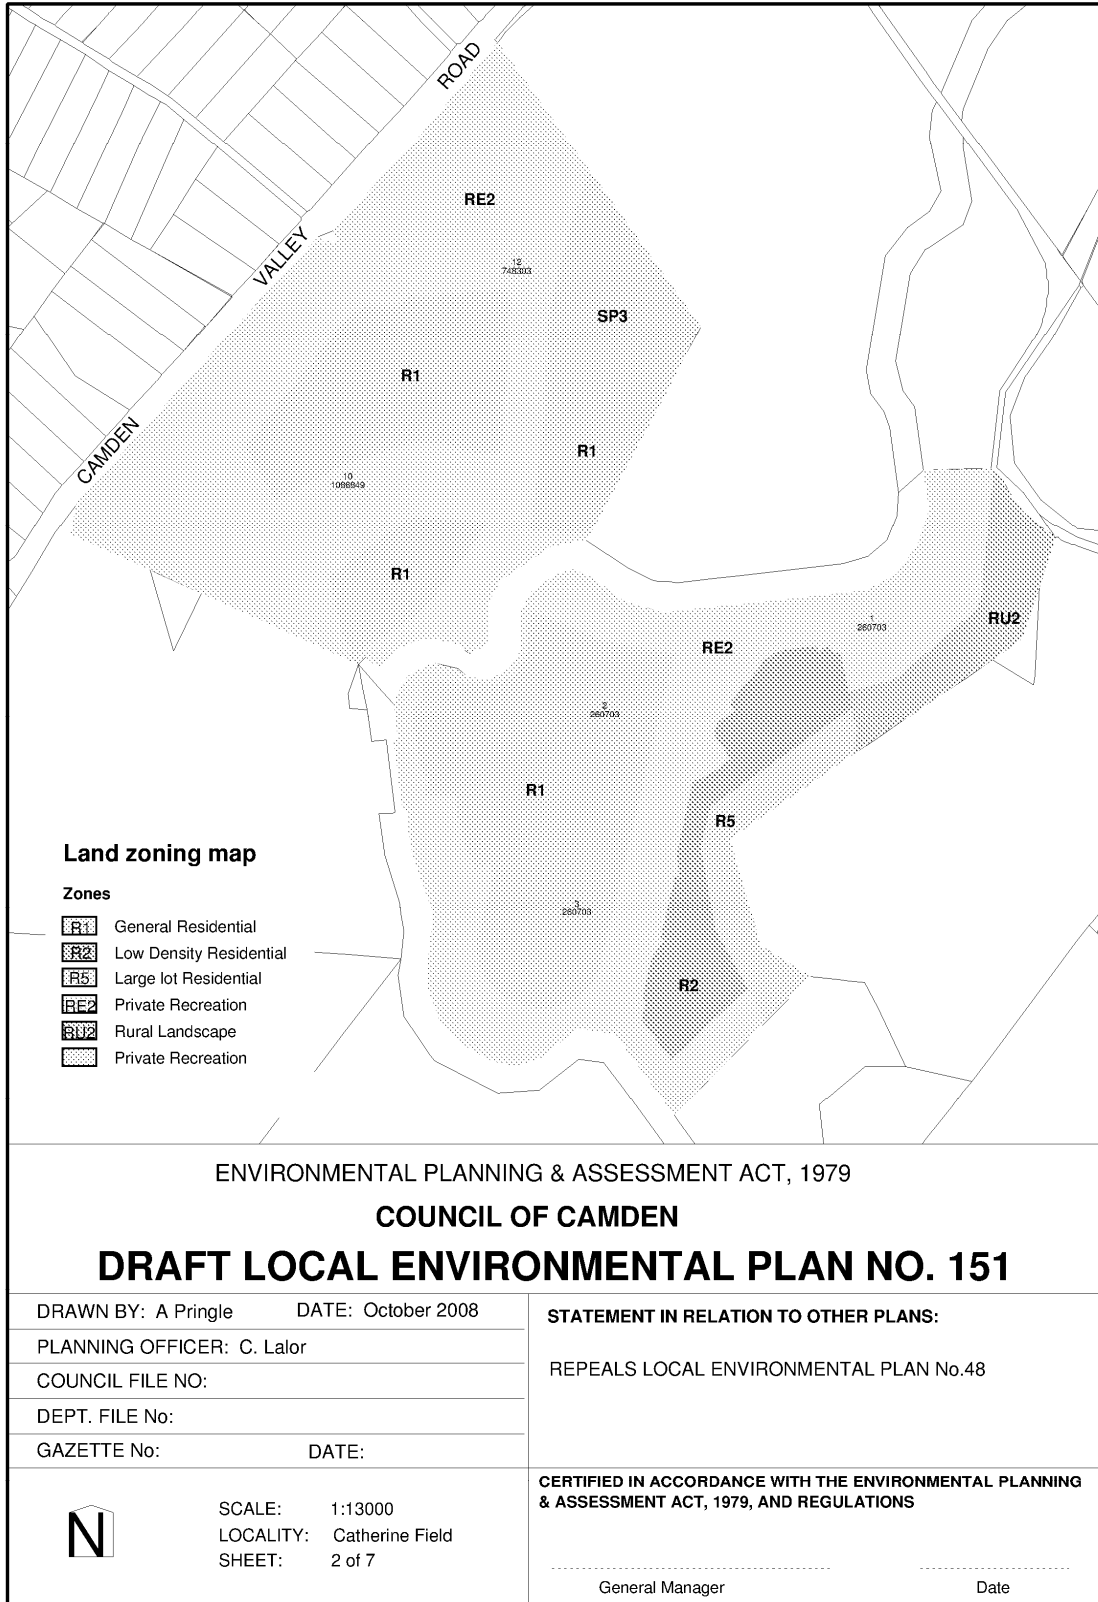 ROAD
RE2
VALLEY
12
748303
SP3
R1
CAMDEN
R1
10
1086849
R1
1
260703
RU2
RE2
2
260703
R1
R5
Land zoning map
Zones
R1 General Residential
R2 Low Density Residential
R5 Large lot Residential
RE2 Private Recreation
RU2 Rural Landscape
Private Recreation
3
260703
R2
ENVIRONMENTAL PLANNING & ASSESSMENT ACT, 1979
COUNCIL OF CAMDEN
DRAFT LOCAL ENVIRONMENTAL PLAN NO. 151
DRAWN BY: A Pringle DATE: October 2008
PLANNING OFFICER: C. Lalor
COUNCIL FILE NO:
DEPT. FILE No:
GAZETTE No: DATE:
STATEMENT IN RELATION TO OTHER PLANS:
REPEALS LOCAL ENVIRONMENTAL PLAN No.48
N
SCALE: 1:13000
LOCALITY: Catherine Field
SHEET: 2 of 7
CERTIFIED IN ACCORDANCE WITH THE ENVIRONMENTAL PLANNING
& ASSESSMENT ACT, 1979, AND REGULATIONS
General Manager Date